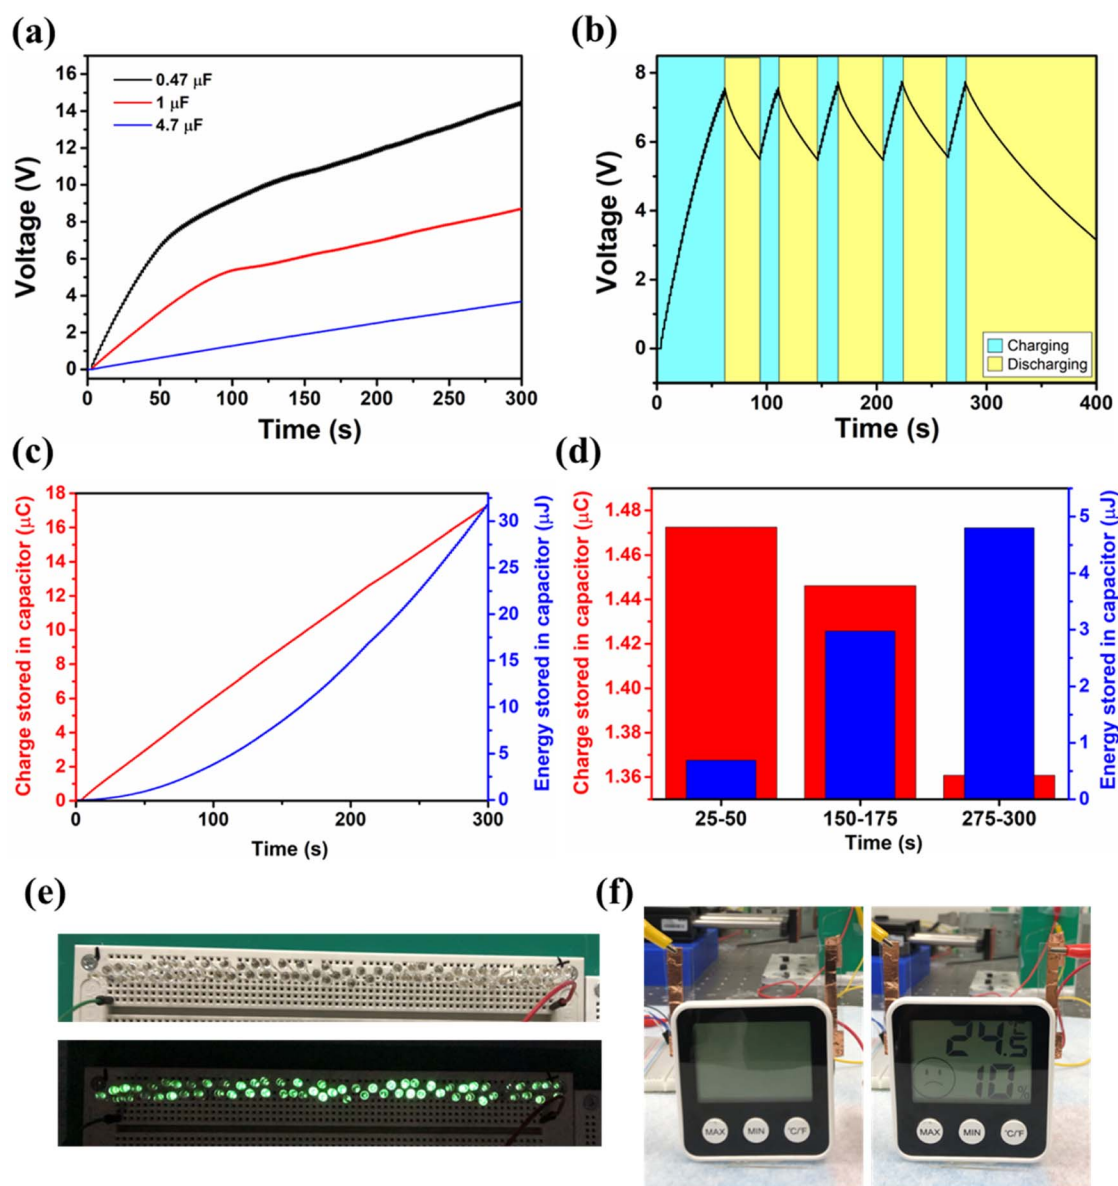 (a)
16
14
12
10
8
6
4
2
0
Voltage (V)
0.47 μF
1 μF
4.7 μF
0 50 100 150 200 250 300
Time (s)
(b)
8
6
4
2
0
Voltage (V)
Charging
Discharging
0 100 200 300 400
Time (s)
(c)
18
16
14
12
10
8
6
4
2
0
Charge stored in capacitor (μC)
30
25
20
15
10
5
0
Energy stored in capacitor (μJ)
0 100 200 300
Time (s)
(d)
1.48
1.46
1.44
1.42
1.40
1.38
1.36
Charge stored in capacitor (μC)
5
4
3
2
1
0
Energy stored in capacitor (μJ)
25-50 150-175 275-300
Time (s)
(e)
(f)
MAX MIN °C/°F
24.5 °C
10 %
MAX MIN °C/°F